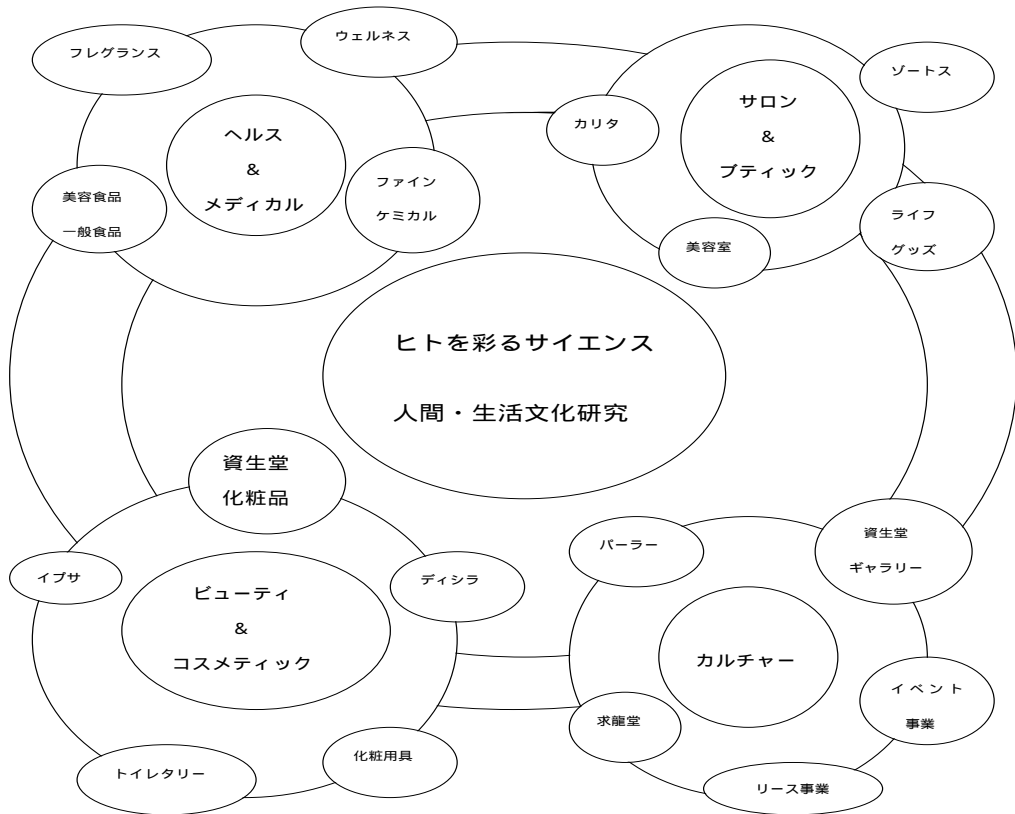 フレグランス
ウェルネス
ヘルス
&
メディカル
美容食品
一般食品
ファイン
ケミカル
サロン
&
ブティック
カリタ
ゾートス
美容室
ライフ
グッズ
ヒトを彩るサイエンス
人間・生活文化研究
資生堂
化粧品
イプサ
ディシラ
ビューティ
&
コスメティック
トイレタリー
化粧用具
パーラー
資生堂
ギャラリー
カルチャー
求龍堂
イベント
事業
リース事業